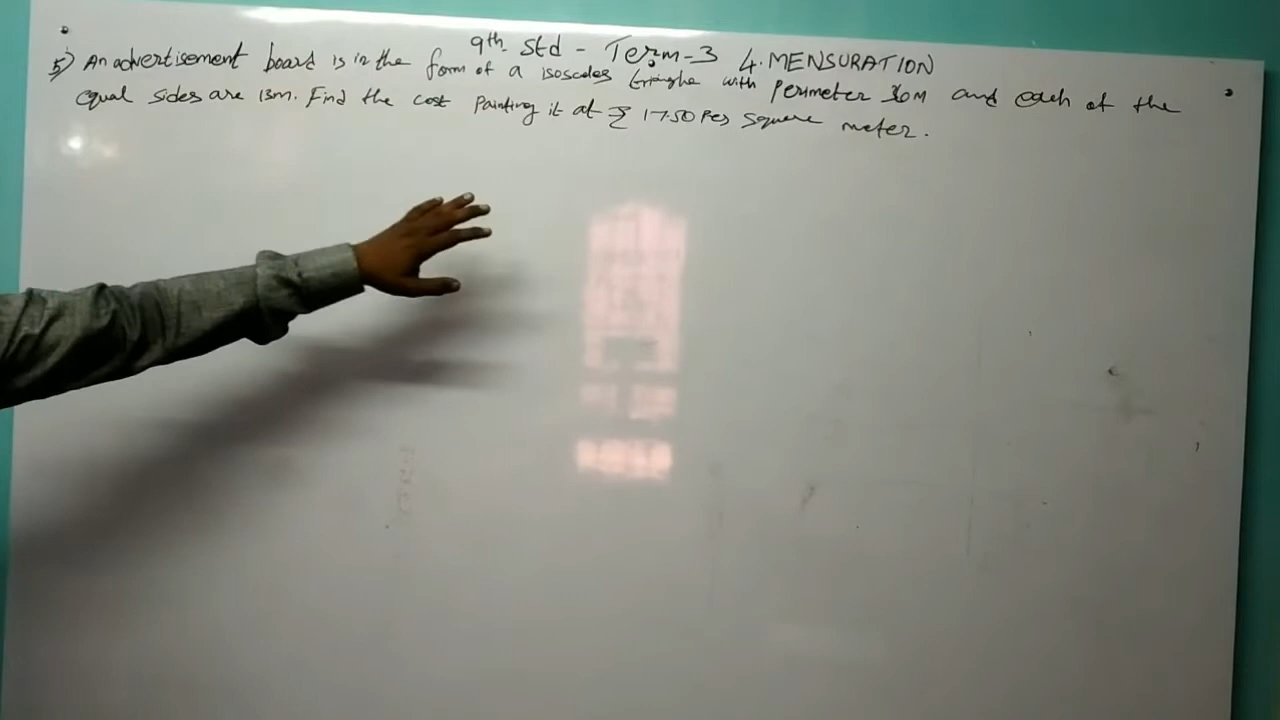 9th Std - Term-3 4. MENSURATION
5) An advertisement board is in the form of a isosceles triangle with perimeter 36M and each of the
equal sides are 13m. Find the cost Painting it at ₹ 17.50 Per Square meter.